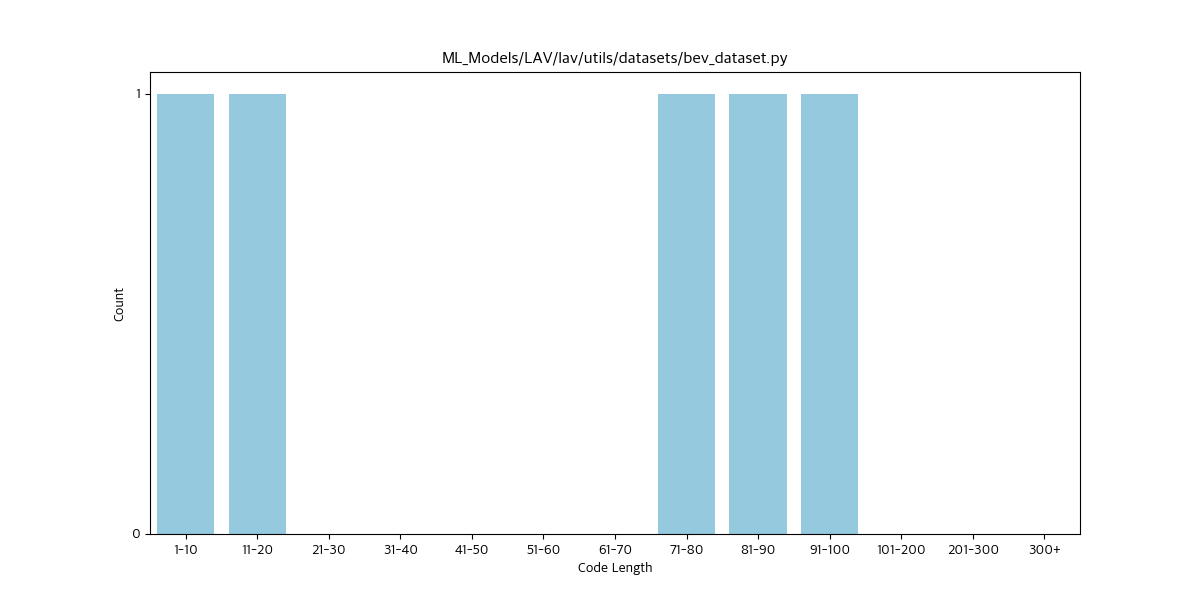 ML_Models/LAV/lav/utils/datasets/bev_dataset.py
1
Count
0
1-10 11-20 21-30 31-40 41-50 51-60 61-70 71-80 81-90 91-100 101-200 201-300 300+
Code Length